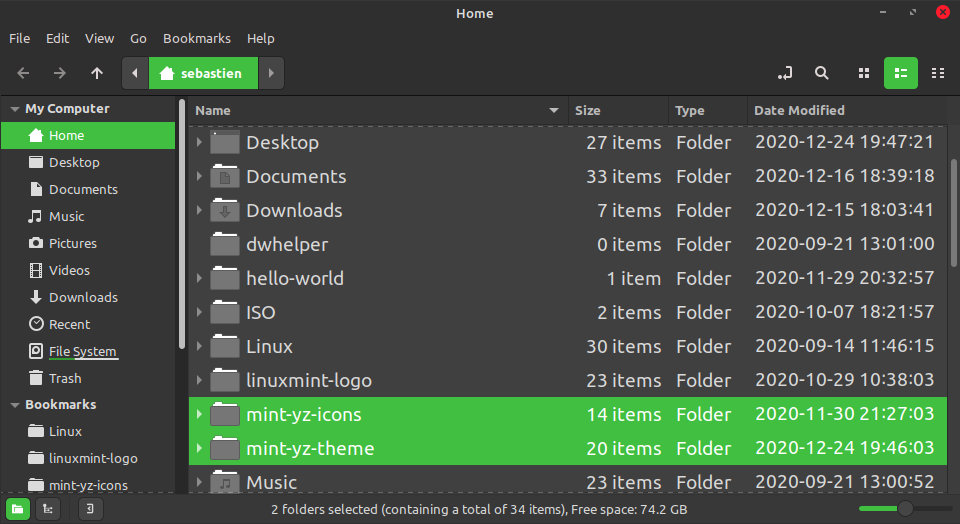 Home
File Edit View Go Bookmarks Help
sebastien
My Computer
Home
Desktop
Documents
Music
Pictures
Videos
Downloads
Recent
File System
Trash
Bookmarks
Linux
linuxmint-logo
mint-yz-icons
Name Size Type Date Modified
Desktop 27 items Folder 2020-12-24 19:47:21
Documents 33 items Folder 2020-12-16 18:39:18
Downloads 7 items Folder 2020-12-15 18:03:41
dwhelper 0 items Folder 2020-09-21 13:01:00
hello-world 1 item Folder 2020-11-29 20:32:57
ISO 2 items Folder 2020-10-07 18:21:57
Linux 30 items Folder 2020-09-14 11:46:15
linuxmint-logo 23 items Folder 2020-10-29 10:38:03
mint-yz-icons 14 items Folder 2020-11-30 21:27:03
mint-yz-theme 20 items Folder 2020-12-24 19:46:03
Music 23 items Folder 2020-09-21 13:00:52
2 folders selected (containing a total of 34 items), Free space: 74.2 GB